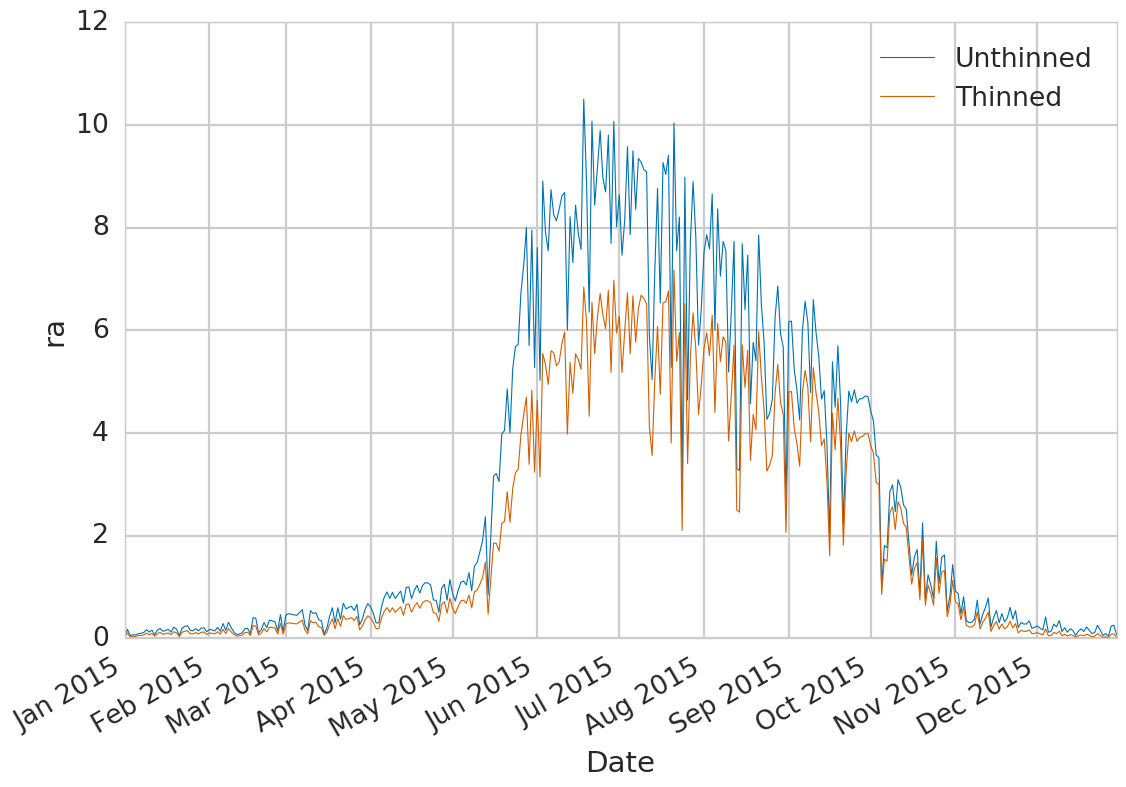 12
10
8
6
4
2
0
ra
Unthinned
Thinned
Jan 2015
Feb 2015
Mar 2015
Apr 2015
May 2015
Jun 2015
Jul 2015
Aug 2015
Sep 2015
Oct 2015
Nov 2015
Dec 2015
Date